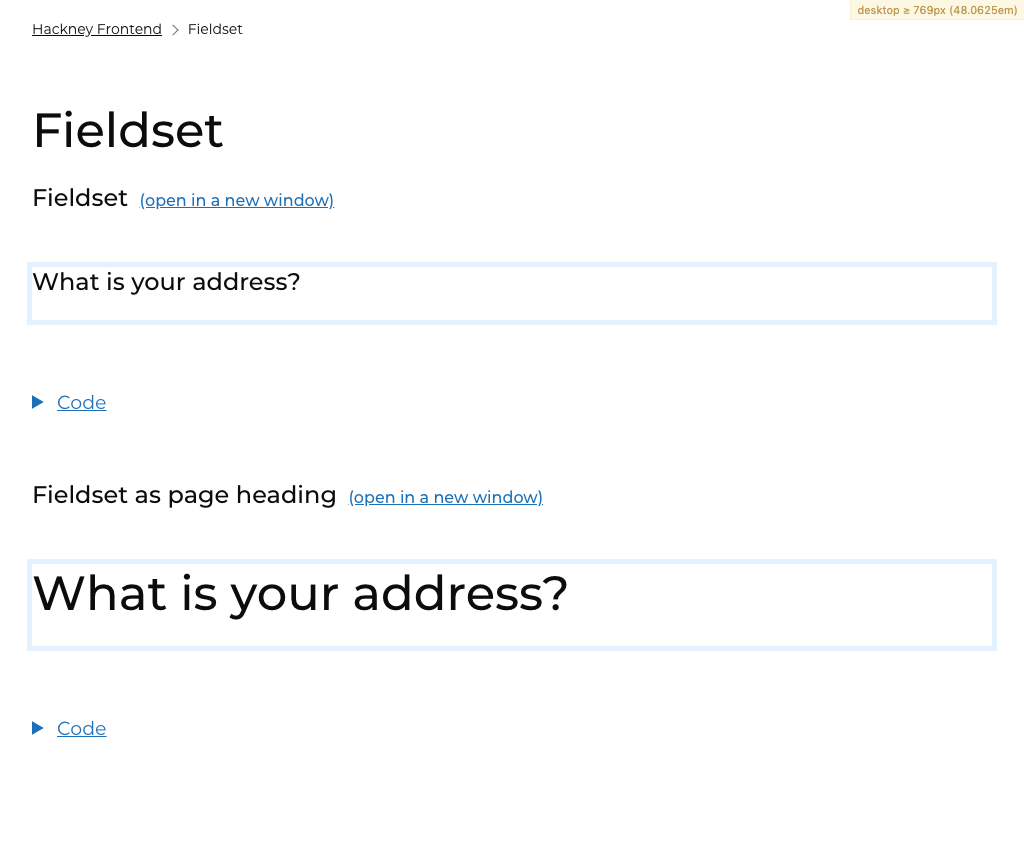 desktop ≥ 769px (48.0625em)
Hackney Frontend > Fieldset
Fieldset
Fieldset (open in a new window)
What is your address?
Code
Fieldset as page heading (open in a new window)
What is your address?
Code